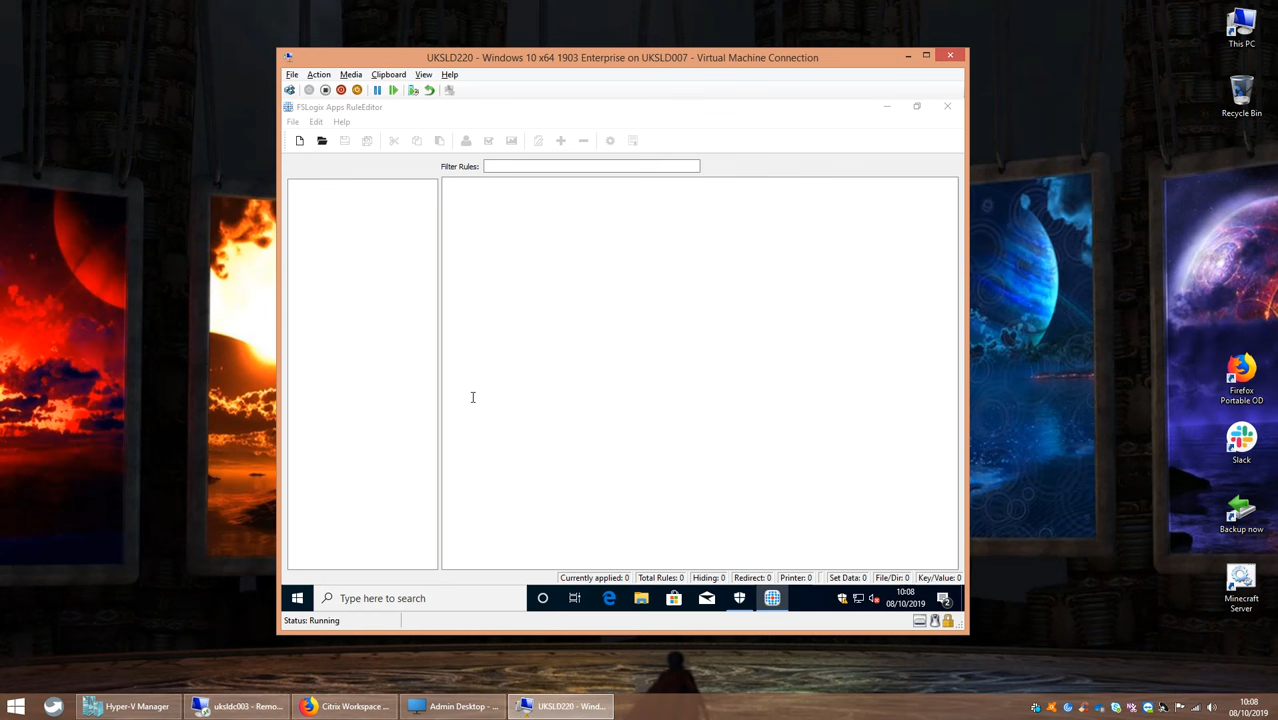 This PC
Recycle Bin
Firefox
Portable OD
Slack
Backup now
Minecraft
Server
UKSLD220 - Windows 10 x64 1903 Enterprise on UKSLD007 - Virtual Machine Connection
File Action Media Clipboard View Help
FSLogix Apps RuleEditor
File Edit Help
Filter Rules:
Currently applied: 0 Total Rules: 0 Hiding: 0 Redirect: 0 Printer: 0 Set Data: 0 File/Dir: 0 Key/Value: 0
Type here to search
10:08
08/10/2019
2
Status: Running
Hyper-V Manager
uksldc003 - Remo...
Citrix Workspace ...
Admin Desktop - ...
UKSLD220 - Wind...
10:08
08/10/2019